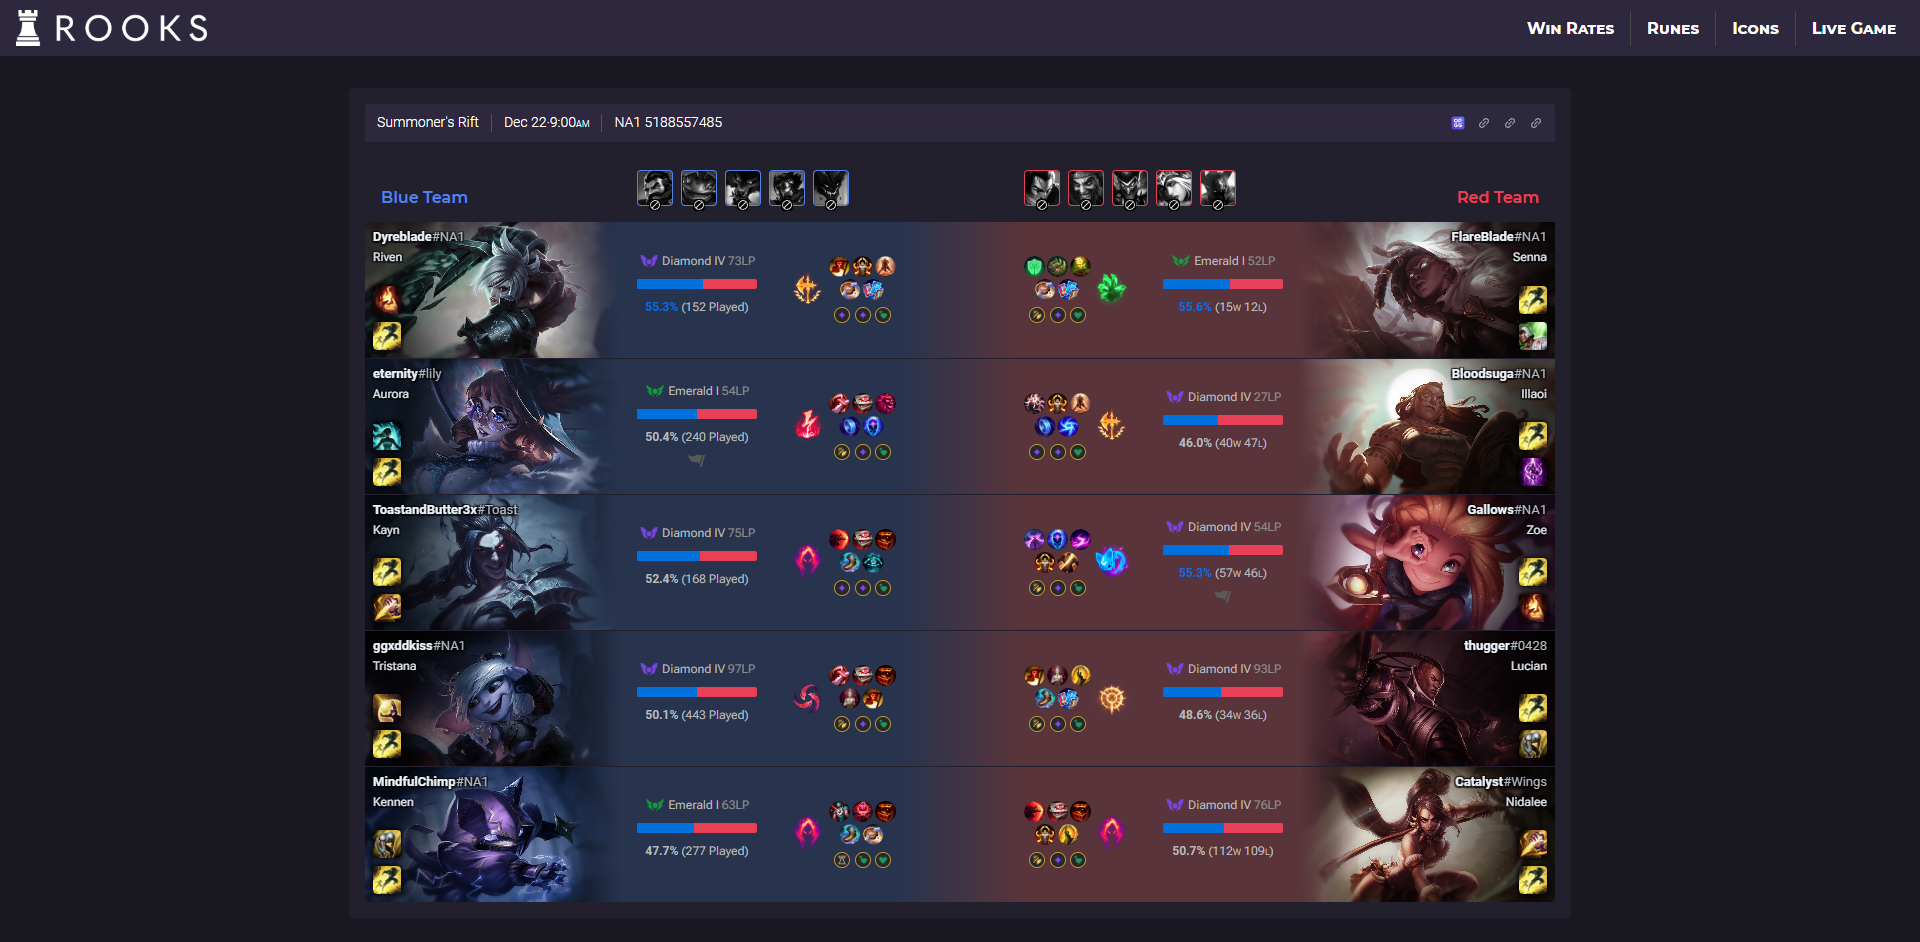 ROOKS
Win Rates
Runes
Icons
Live Game
Summoner's Rift
Dec 22·9:00AM
NA1 5188557485
Blue Team
Red Team
Dyreblade#NA1
Riven
Diamond IV 73LP
55.3% (152 Played)
Emerald I 52LP
55.6% (15W 12L)
FlareBlade#NA1
Senna
eternity#lily
Aurora
Emerald I 54LP
50.4% (240 Played)
Diamond IV 27LP
46.0% (40W 47L)
Bloodsuga#NA1
Illaoi
ToastandButter3x#Toast
Kayn
Diamond IV 75LP
52.4% (168 Played)
Diamond IV 54LP
55.3% (57W 46L)
Gallows#NA1
Zoe
ggxddkiss#NA1
Tristana
Diamond IV 97LP
50.1% (443 Played)
Diamond IV 93LP
48.6% (34W 36L)
thugger#0428
Lucian
MindfulChimp#NA1
Kennen
Emerald I 63LP
47.7% (277 Played)
Diamond IV 76LP
50.7% (112W 109L)
Catalyst#Wings
Nidalee